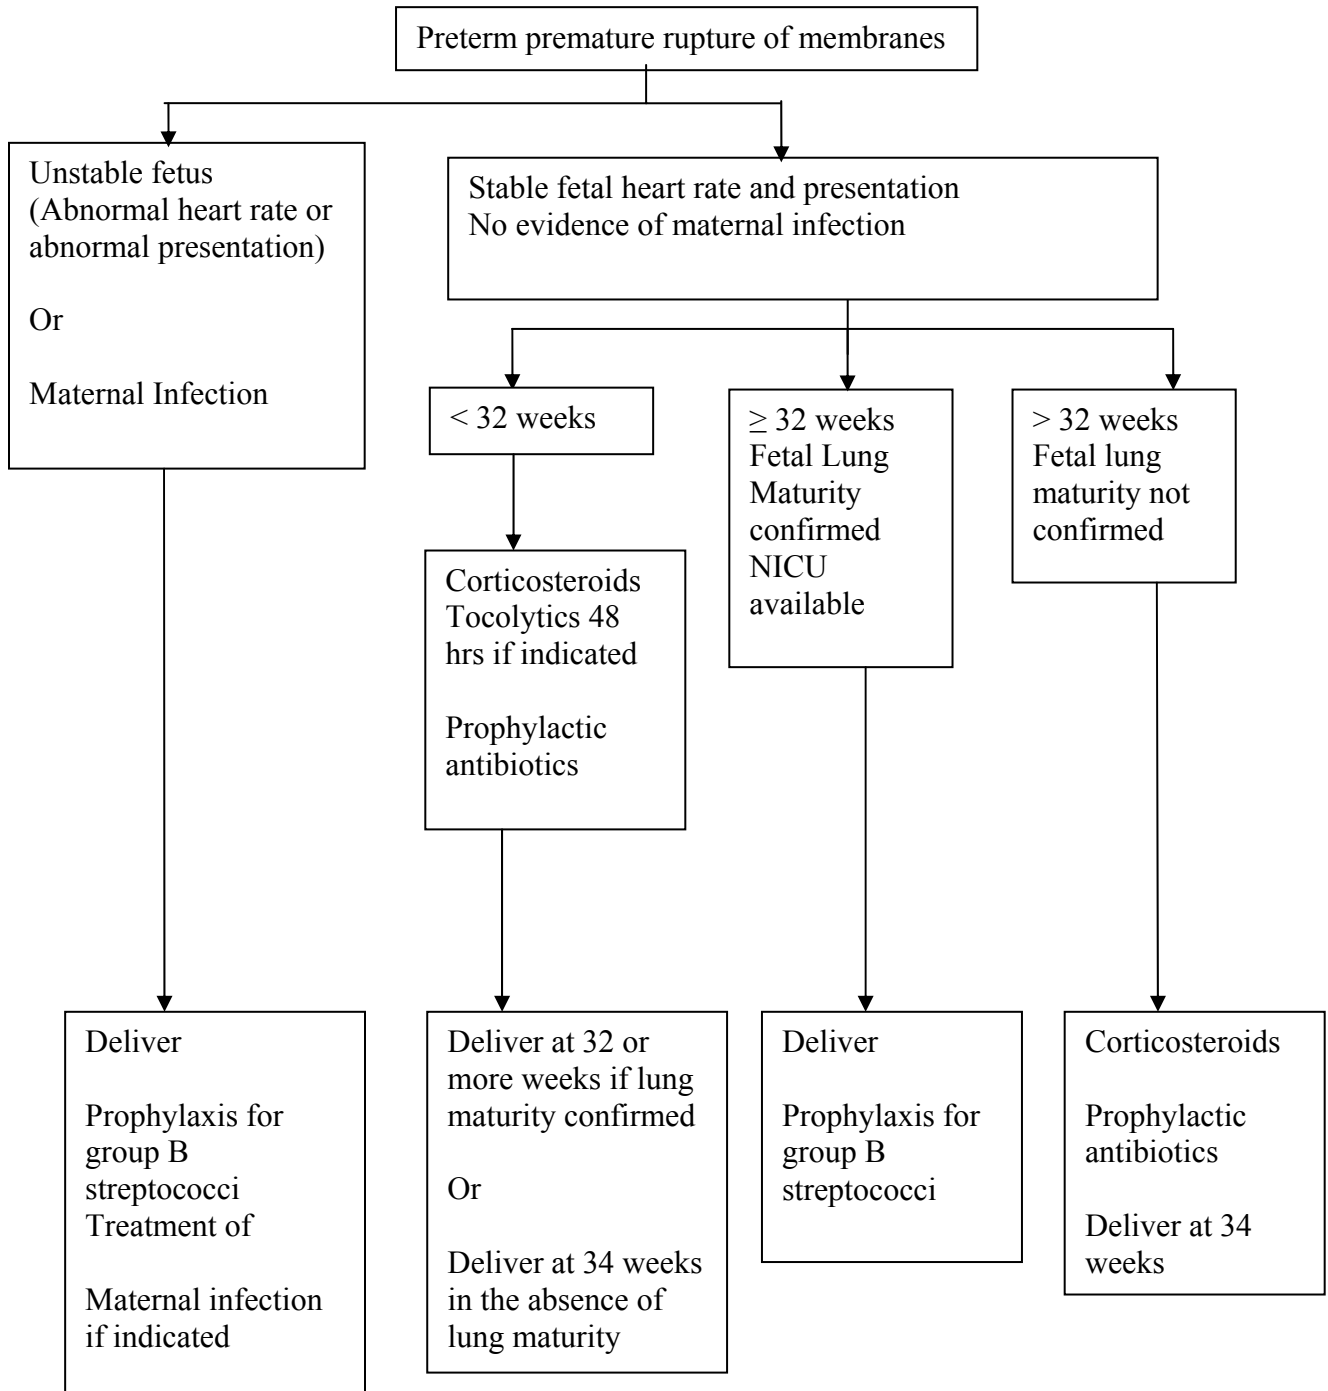 Preterm premature rupture of membranes
Unstable fetus
(Abnormal heart rate or
abnormal presentation)
Or
Maternal Infection
Stable fetal heart rate and presentation
No evidence of maternal infection
< 32 weeks
≥ 32 weeks
Fetal Lung
Maturity
confirmed
NICU
available
> 32 weeks
Fetal lung
maturity not
confirmed
Corticosteroids
Tocolytics 48
hrs if indicated
Prophylactic
antibiotics
Deliver
Prophylaxis for
group B
streptococci
Treatment of
Maternal infection
if indicated
Deliver at 32 or
more weeks if lung
maturity confirmed
Or
Deliver at 34 weeks
in the absence of
lung maturity
Deliver
Prophylaxis for
group B
streptococci
Corticosteroids
Prophylactic
antibiotics
Deliver at 34
weeks